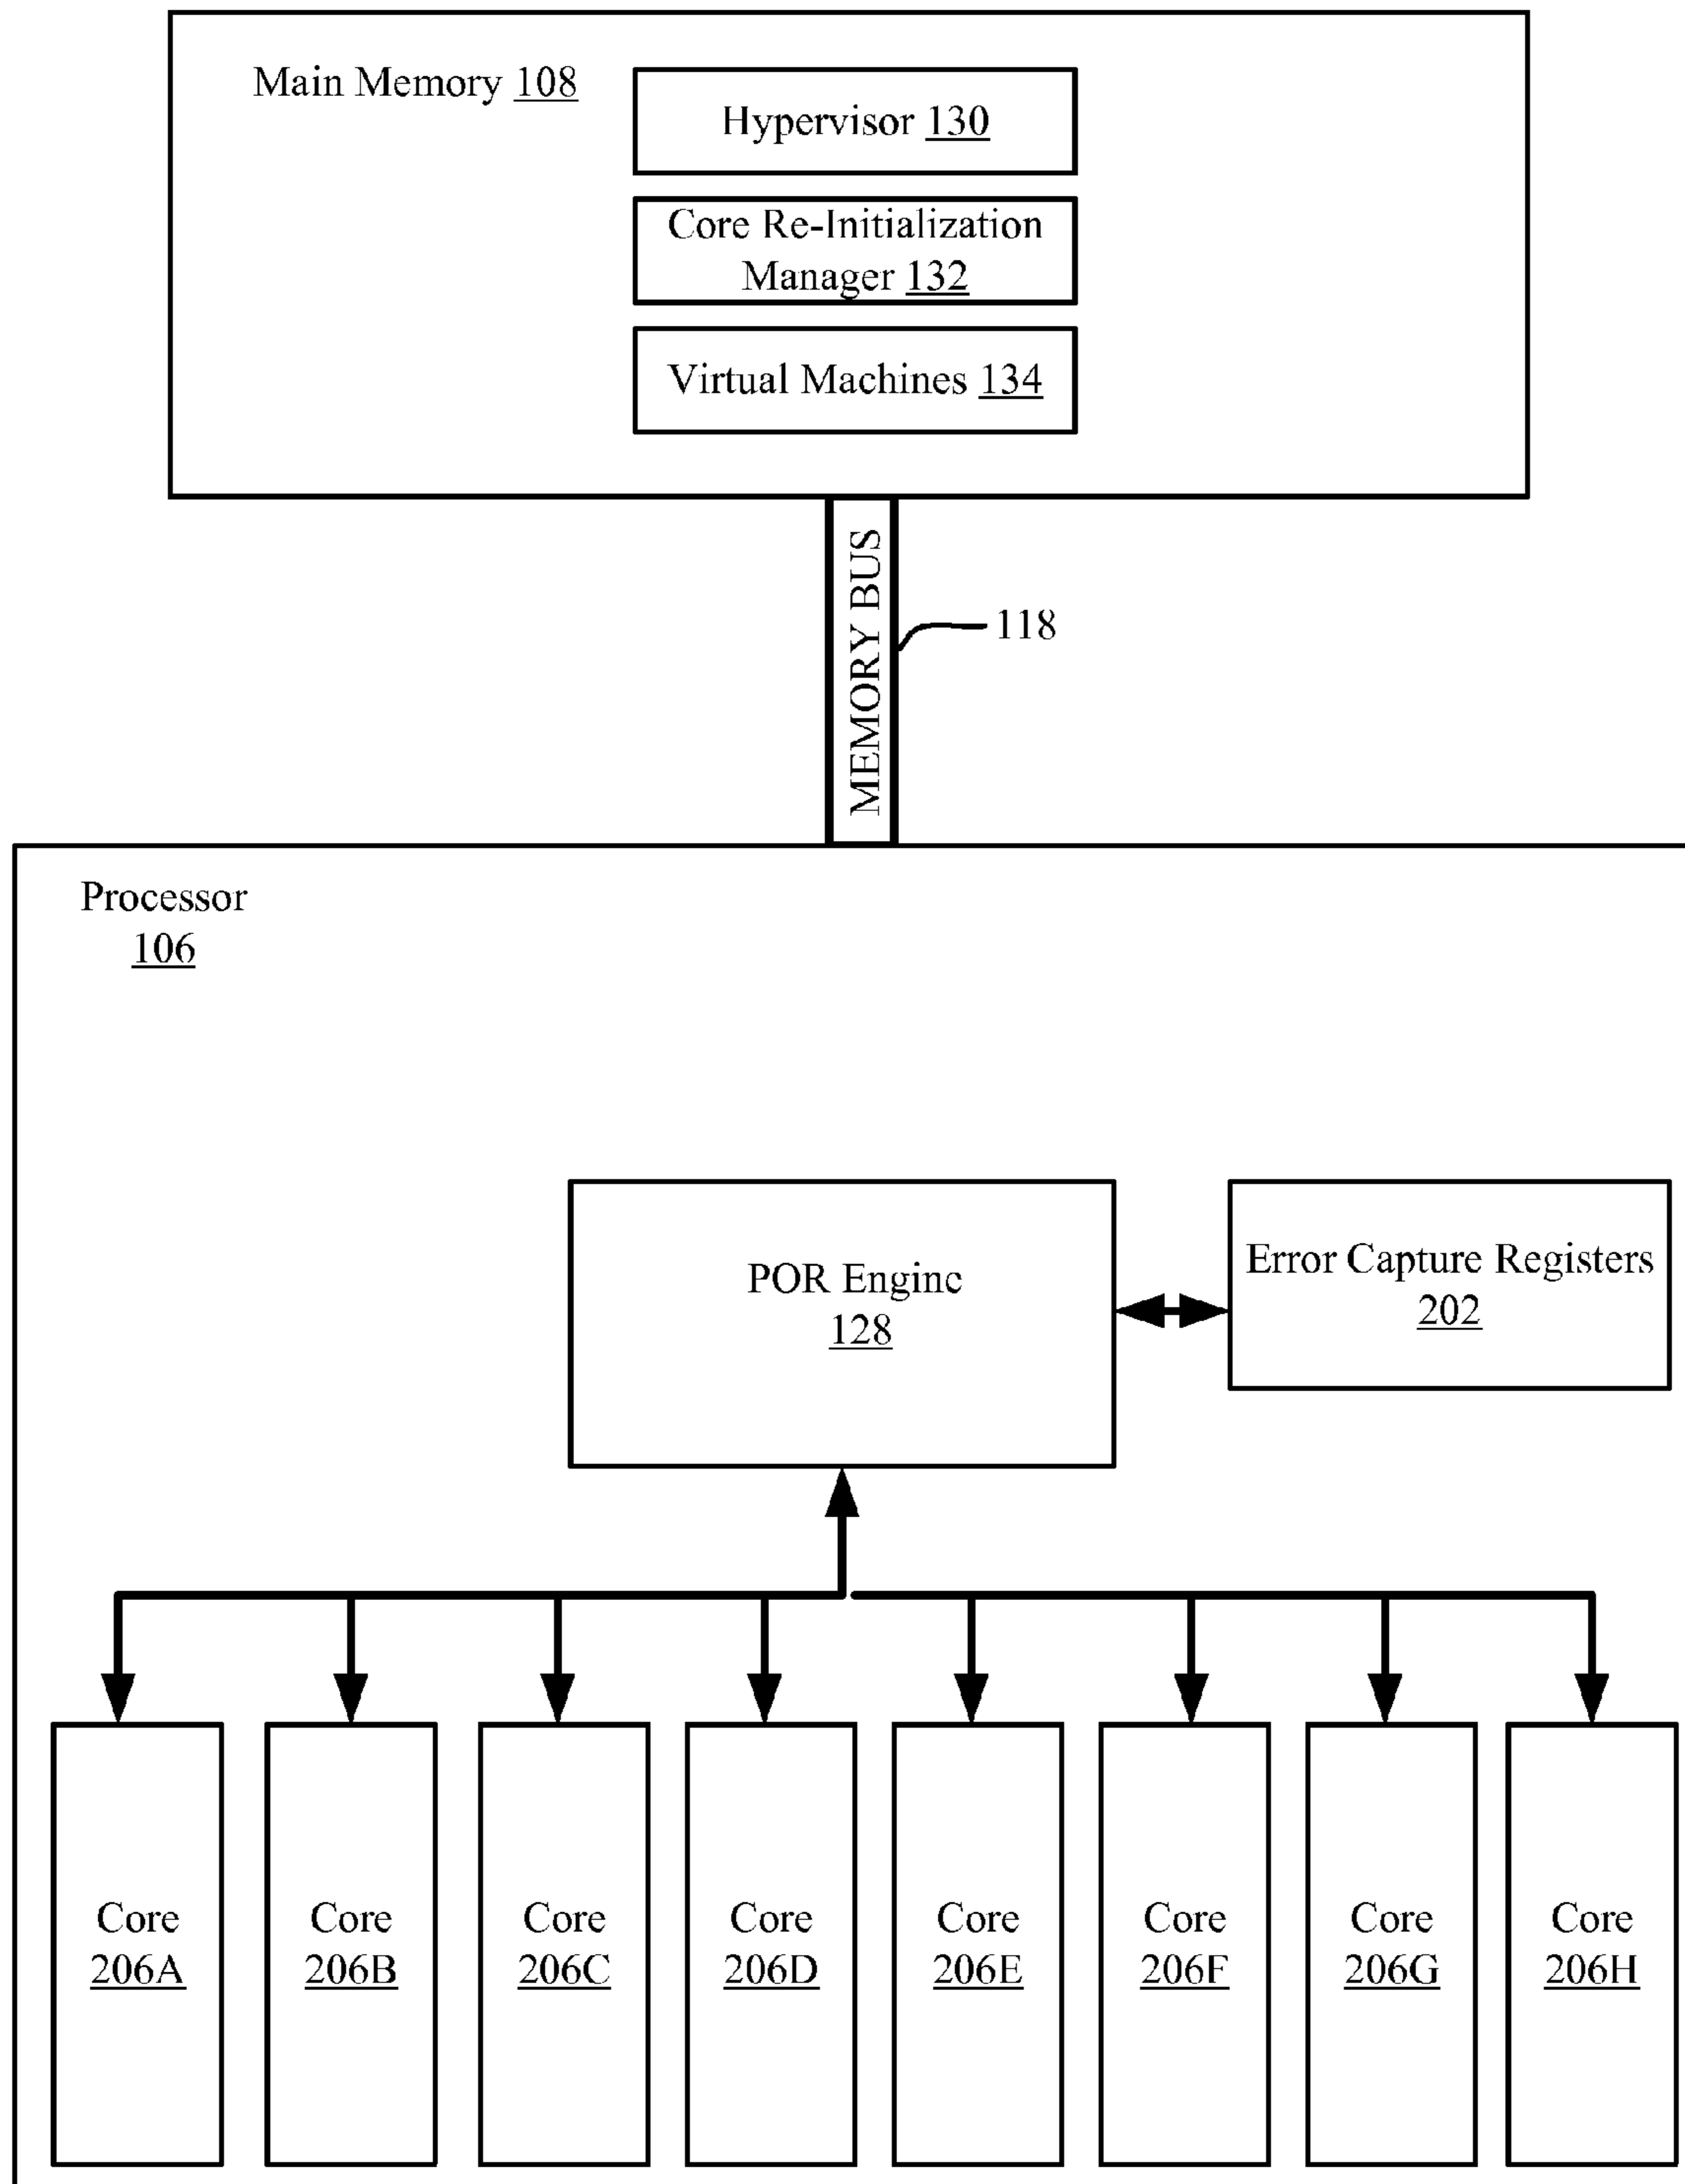 Main Memory 108
Hypervisor 130
Core Re-Initialization
Manager 132
Virtual Machines 134
MEMORY BUS
118
Processor
106
POR Engine
128
Error Capture Registers
202
Core
206A
Core
206B
Core
206C
Core
206D
Core
206E
Core
206F
Core
206G
Core
206H